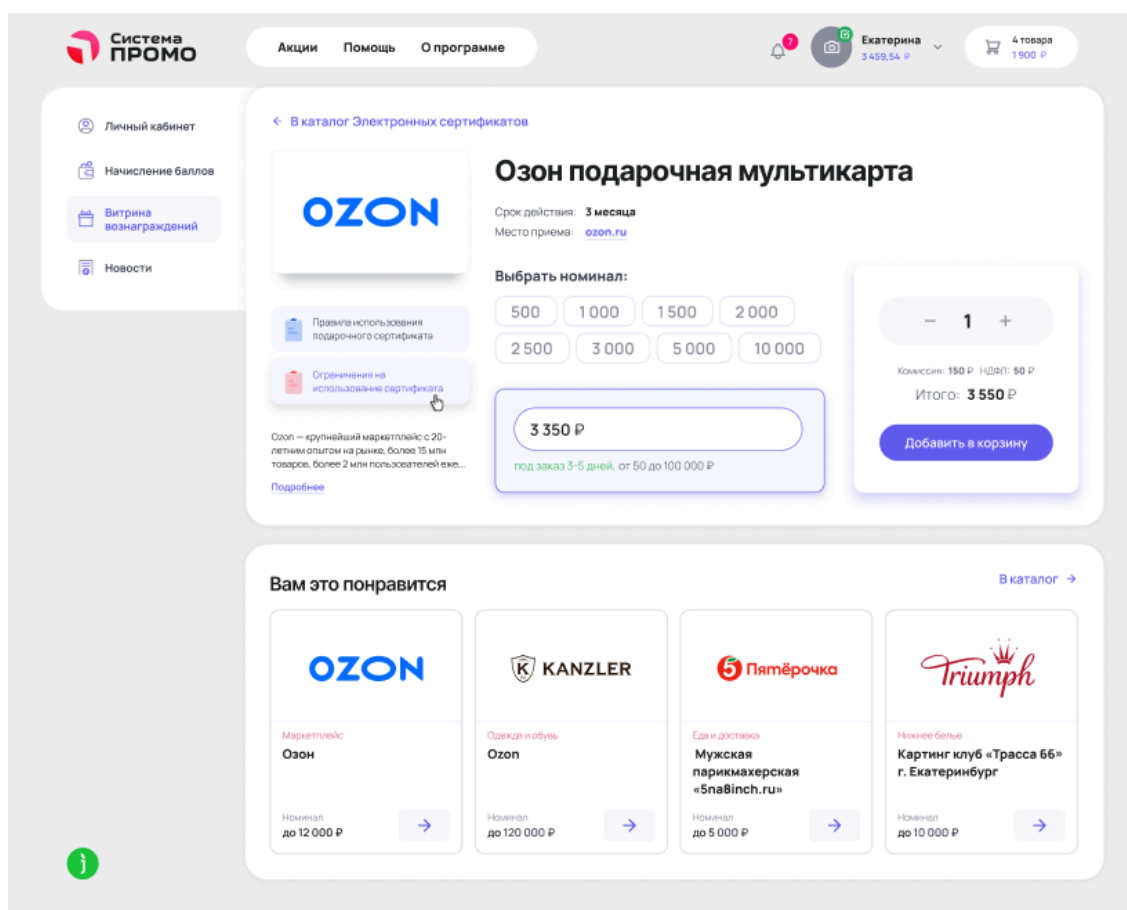 Система
ПРОМО
Акции Помощь О программе
7
Екатерина
3 459,54 ₽
4 товара
1 900 ₽
Личный кабинет
Начисление баллов
Витрина
вознаграждений
Новости
← В каталог Электронных сертификатов
OZON
Озон подарочная мультикарта
Срок действия: 3 месяца
Место приема: ozon.ru
Выбрать номинал:
500 1 000 1 500 2 000
2 500 3 000 5 000 10 000
3 350 ₽
под заказ 3-5 дней, от 50 до 100 000 ₽
Правила использования
подарочного сертификата
Ограничения на
использование сертификата
Ozon — крупнейший маркетплейс с 20-
летним опытом на рынке, более 15 млн
товаров, более 2 млн пользователей еже...
Подробнее
− 1 +
Комиссия: 150 ₽ НДФЛ: 50 ₽
Итого: 3 550 ₽
Добавить в корзину
Вам это понравится
В каталог →
OZON
Маркетплейс
Озон
Номинал
до 12 000 ₽
K KANZLER
Одежда и обувь
Ozon
Номинал
до 120 000 ₽
5 Пятёрочка
Еда и доставка
Мужская
парикмахерская
«5na8inch.ru»
Номинал
до 5 000 ₽
Triumph
Нижнее белье
Картинг клуб «Трасса 66»
г. Екатеринбург
Номинал
до 10 000 ₽